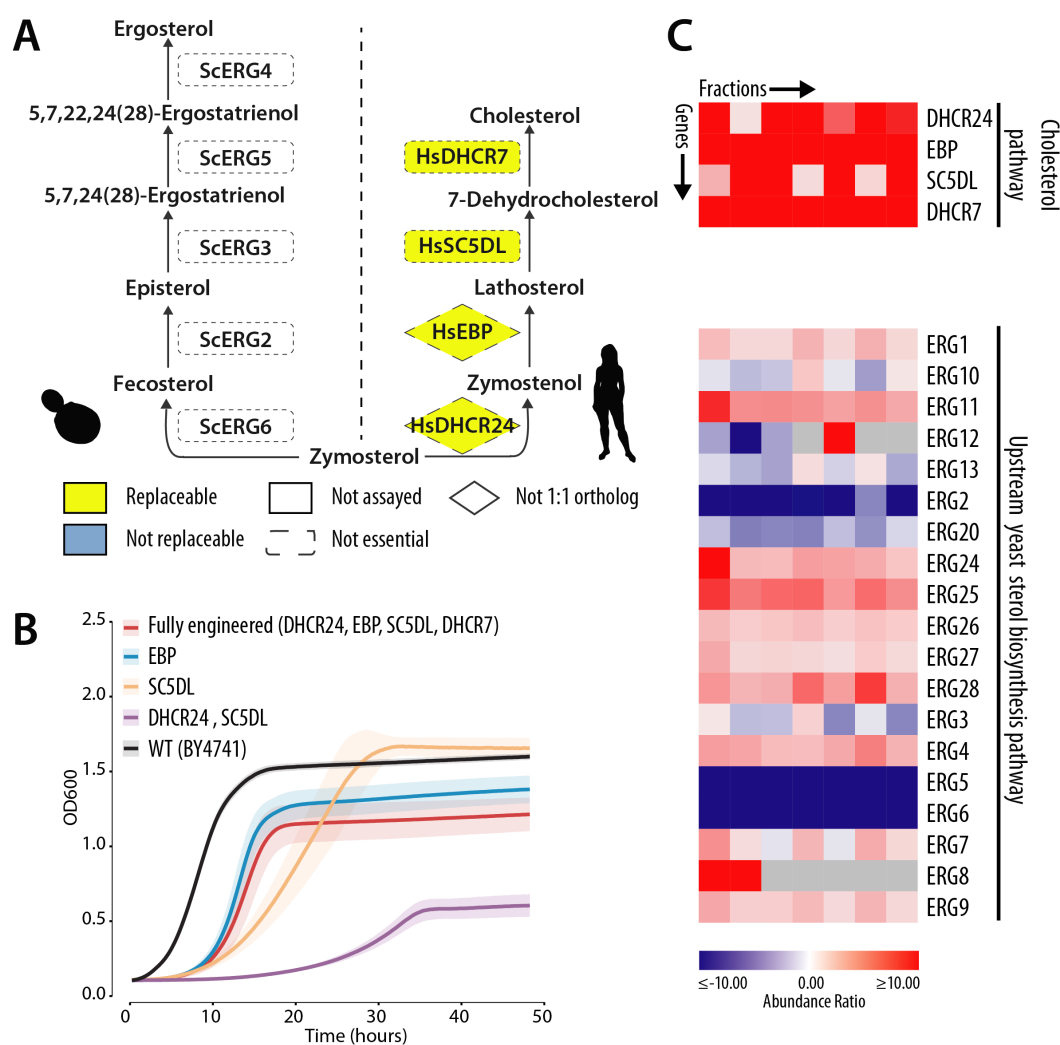 A
Ergosterol
ScERG4
5,7,22,24(28)-Ergostatrienol
ScERG5
5,7,24(28)-Ergostatrienol
ScERG3
Episterol
ScERG2
Fecosterol
ScERG6
Zymosterol
Cholesterol
HsDHCR7
7-Dehydrocholesterol
HsSC5DL
Lathosterol
HsEBP
Zymostenol
HsDHCR24
Replaceable
Not assayed
Not 1:1 ortholog
Not replaceable
Not essential
B
2.5
2.0
1.5
1.0
0.5
0.0
OD600
Fully engineered (DHCR24, EBP, SC5DL, DHCR7)
EBP
SC5DL
DHCR24 , SC5DL
WT (BY4741)
0 10 20 30 40 50
Time (hours)
C
Fractions
Genes
DHCR24
EBP
SC5DL
DHCR7
Cholesterol
pathway
ERG1
ERG10
ERG11
ERG12
ERG13
ERG2
ERG20
ERG24
ERG25
ERG26
ERG27
ERG28
ERG3
ERG4
ERG5
ERG6
ERG7
ERG8
ERG9
Upstream yeast sterol biosynthesis pathway
≤-10.00 0.00 ≥10.00
Abundance Ratio